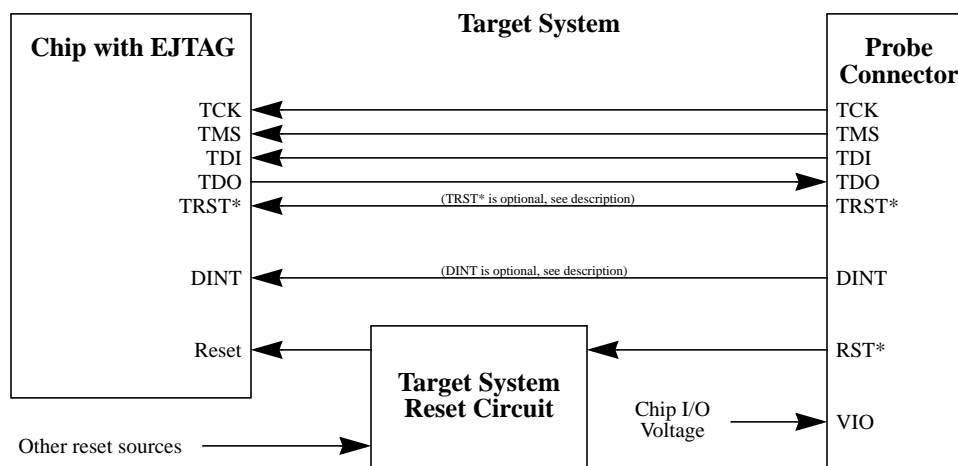 Target System
Chip with EJTAG
Probe
Connector
TCK
TCK
TMS
TMS
TDI
TDI
TDO
TDO
TRST*
(TRST* is optional, see description)
TRST*
DINT
(DINT is optional, see description)
DINT
Reset
RST*
Target System
Reset Circuit
Chip I/O
Voltage
VIO
Other reset sources